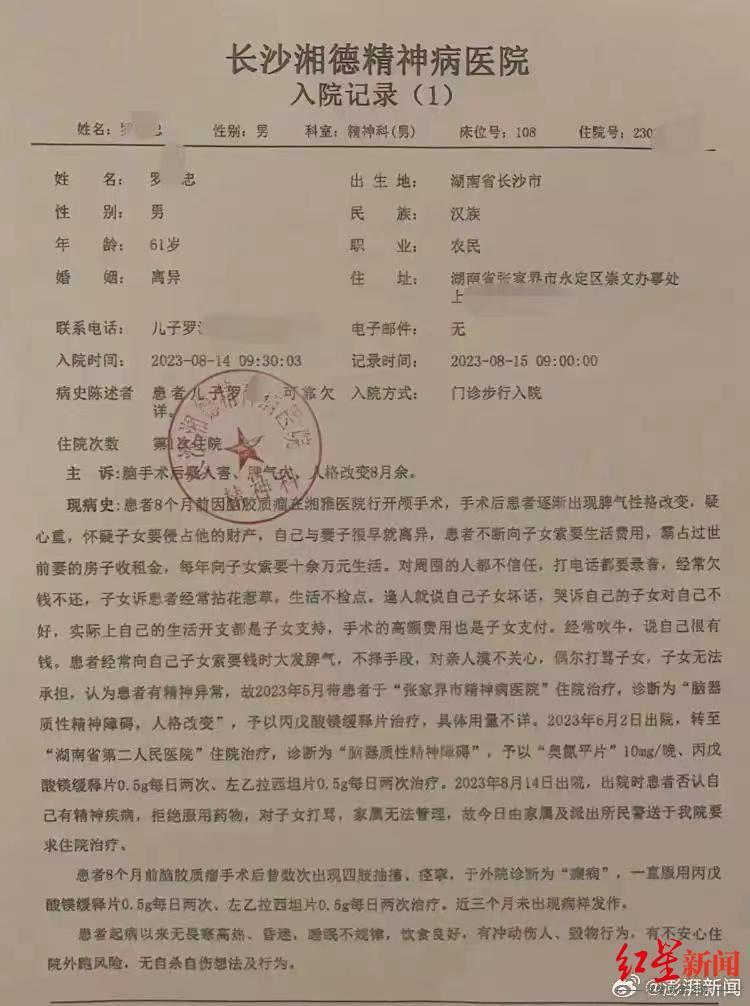 长沙湘德精神病医院
入院记录（1）
姓名：罗 忠 性别：男 科室：精神科(男) 床位号：108 住院号：230
姓 名： 罗 忠 出 生 地： 湖南省长沙市
性 别： 男 民 族： 汉族
年 龄： 61岁 职 业： 农民
婚 姻： 离异 住 址： 湖南省张家界市永定区崇文办事处
上
联系电话： 儿子罗 电子邮件： 无
入院时间： 2023-08-14 09:30:03 记录时间： 2023-08-15 09:00:00
病史陈述者 患者儿子罗 可靠欠 入院方式： 门诊步行入院
详。
住院次数 第1次住院
主 诉：脑手术后疑人害、脾气大，人格改变8月余。
现病史：患者8个月前因脑胶质瘤在湘雅医院行开颅手术，手术后患者逐渐出现脾气性格改变，疑
心重，怀疑子女要侵占他的财产，自己与妻子很早就离异，患者不断向子女索要生活费用，霸占过世
前妻的房子收租金，每年向子女索要十余万元生活。对周围的人都不信任，打电话都要录音，经常欠
钱不还，子女诉患者经常拈花惹草，生活不检点。逢人就说自己子女坏话，哭诉自己的子女对自己不
好，实际上自己的生活开支都是子女支持，手术的高额费用也是子女支付。经常吹牛，说自己很有
钱。患者经常向自己子女索要钱时大发脾气，不择手段，对亲人漠不关心，偶尔打骂子女，子女无法
承担，认为患者有精神异常，故2023年5月带患者于“张家界市精神病医院”住院治疗，诊断为“脑器
质性精神障碍，人格改变”，予以丙戊酸镁缓释片治疗，具体用量不详。2023年6月2日出院，转至
“湖南省第二人民医院”住院治疗，诊断为“脑器质性精神障碍”，予以“奥氮平片”10mg/晚、丙戊
酸镁缓释片0.5g每日两次、左乙拉西坦片0.5g每日两次治疗。2023年8月14日出院，出院时患者否认自
己有精神疾病，拒绝服用药物，对子女打骂，家属无法管理，故今日由家属及派出所民警送于我院要
求住院治疗。
患者8个月前脑胶质瘤手术后曾数次出现四肢抽搐、痉挛，于外院诊断为“癫痫”，一直服用丙戊
酸镁缓释片0.5g每日两次、左乙拉西坦片0.5g每日两次治疗。近三个月未出现病样发作。
患者起病以来无畏寒高热、昏迷，睡眠不规律，饮食良好，有冲动伤人、毁物行为，有不安心住
院外跑风险，无自杀自伤想法及行为。
红星新闻
@澎湃新闻